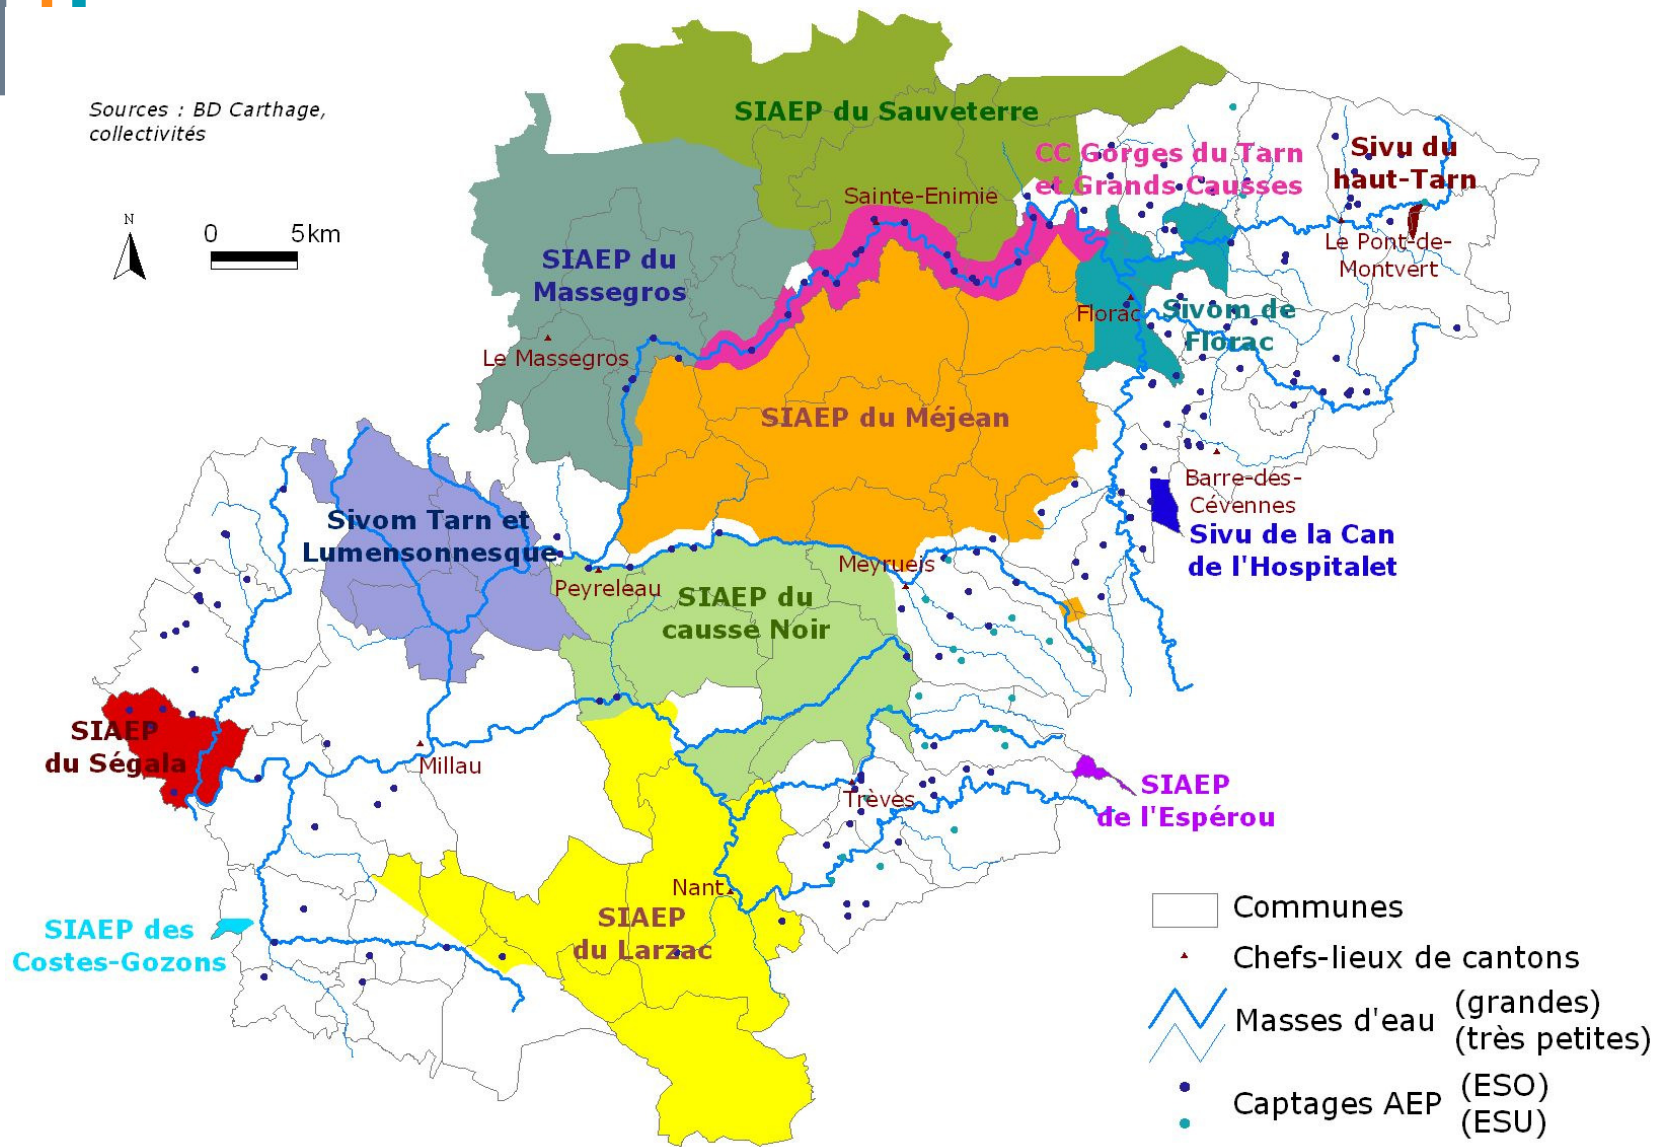 Sources : BD Carthage,
collectivités
N
0 5km
SIAEP du Sauveterre
CC Gorges du Tarn
et Grands Causses
Sivu du
haut-Tarn
Sainte-Enimie
Le Pont-de-
Montvert
SIAEP du
Massegros
Florac
Sivom de
Florac
Le Massegros
SIAEP du Méjean
Barre-des-
Cévennes
Sivom Tarn et
Lumensonnesque
Sivu de la Can
de l'Hospitalet
Meyrueis
Peyreleau
SIAEP du
causse Noir
SIAEP
du Ségala
Millau
Trèves
SIAEP
de l'Espérou
Nant
SIAEP
du Larzac
SIAEP des
Costes-Gozons
Communes
Chefs-lieux de cantons
Masses d'eau (grandes)
(très petites)
Captages AEP (ESO)
(ESU)